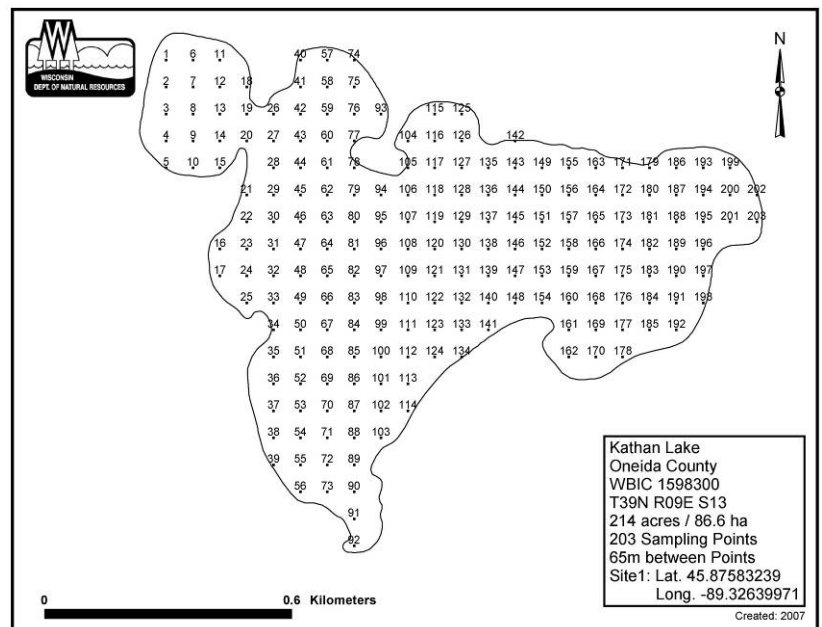 WISCONSIN
DEPT. OF NATURAL RESOURCES
N
1 6 11 40 57 74
2 7 12 18 41 58 75
3 8 13 19 26 42 59 76 93 115 125
4 9 14 20 27 43 60 77 104 116 126 142
5 10 15 28 44 61 78 105 117 127 135 143 149 155 163 171 179 186 193 199
21 29 45 62 79 94 106 118 128 136 144 150 156 164 172 180 187 194 200 202
22 30 46 63 80 95 107 119 129 137 145 151 157 165 173 181 188 195 201 203
16 23 31 47 64 81 96 108 120 130 138 146 152 158 166 174 182 189 196
17 24 32 48 65 82 97 109 121 131 139 147 153 159 167 175 183 190 197
25 33 49 66 83 98 110 122 132 140 148 154 160 168 176 184 191 198
34 50 67 84 99 111 123 133 141 161 169 177 185 192
35 51 68 85 100 112 124 134 162 170 178
36 52 69 86 101 113
37 53 70 87 102 114
38 54 71 88 103
39 55 72 89
56 73 90
91
92
Kathan Lake
Oneida County
WBIC 1598300
T39N R09E S13
214 acres / 86.6 ha
203 Sampling Points
65m between Points
Site1: Lat. 45.87583239
Long. -89.32639971
0 0.6 Kilometers
Created: 2007